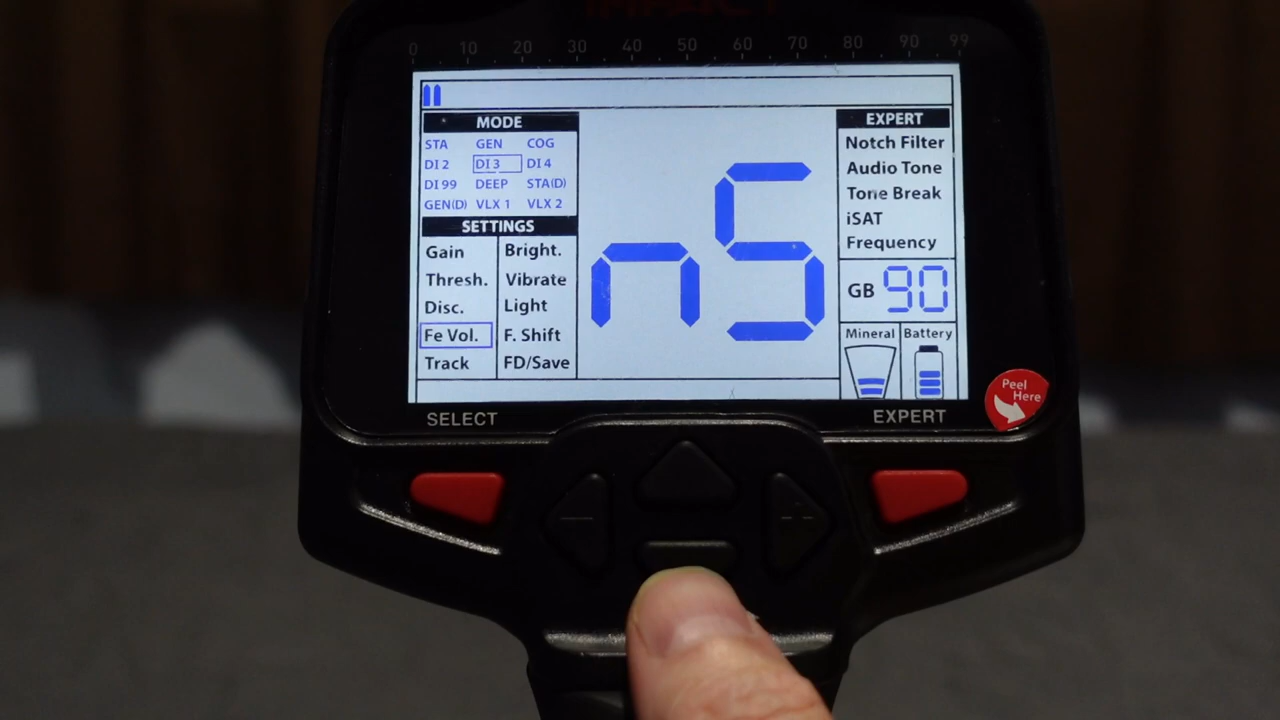 IMPACT
0 10 20 30 40 50 60 70 80 90 99
MODE
STA GEN COG
DI 2 DI 3 DI 4
DI 99 DEEP STA(D)
GEN(D) VLX 1 VLX 2
SETTINGS
Gain Bright.
Thresh. Vibrate
Disc. Light
Fe Vol. F. Shift
Track FD/Save
n5
EXPERT
Notch Filter
Audio Tone
Tone Break
iSAT
Frequency
GB 90
Mineral Battery
Peel
Here
SELECT EXPERT